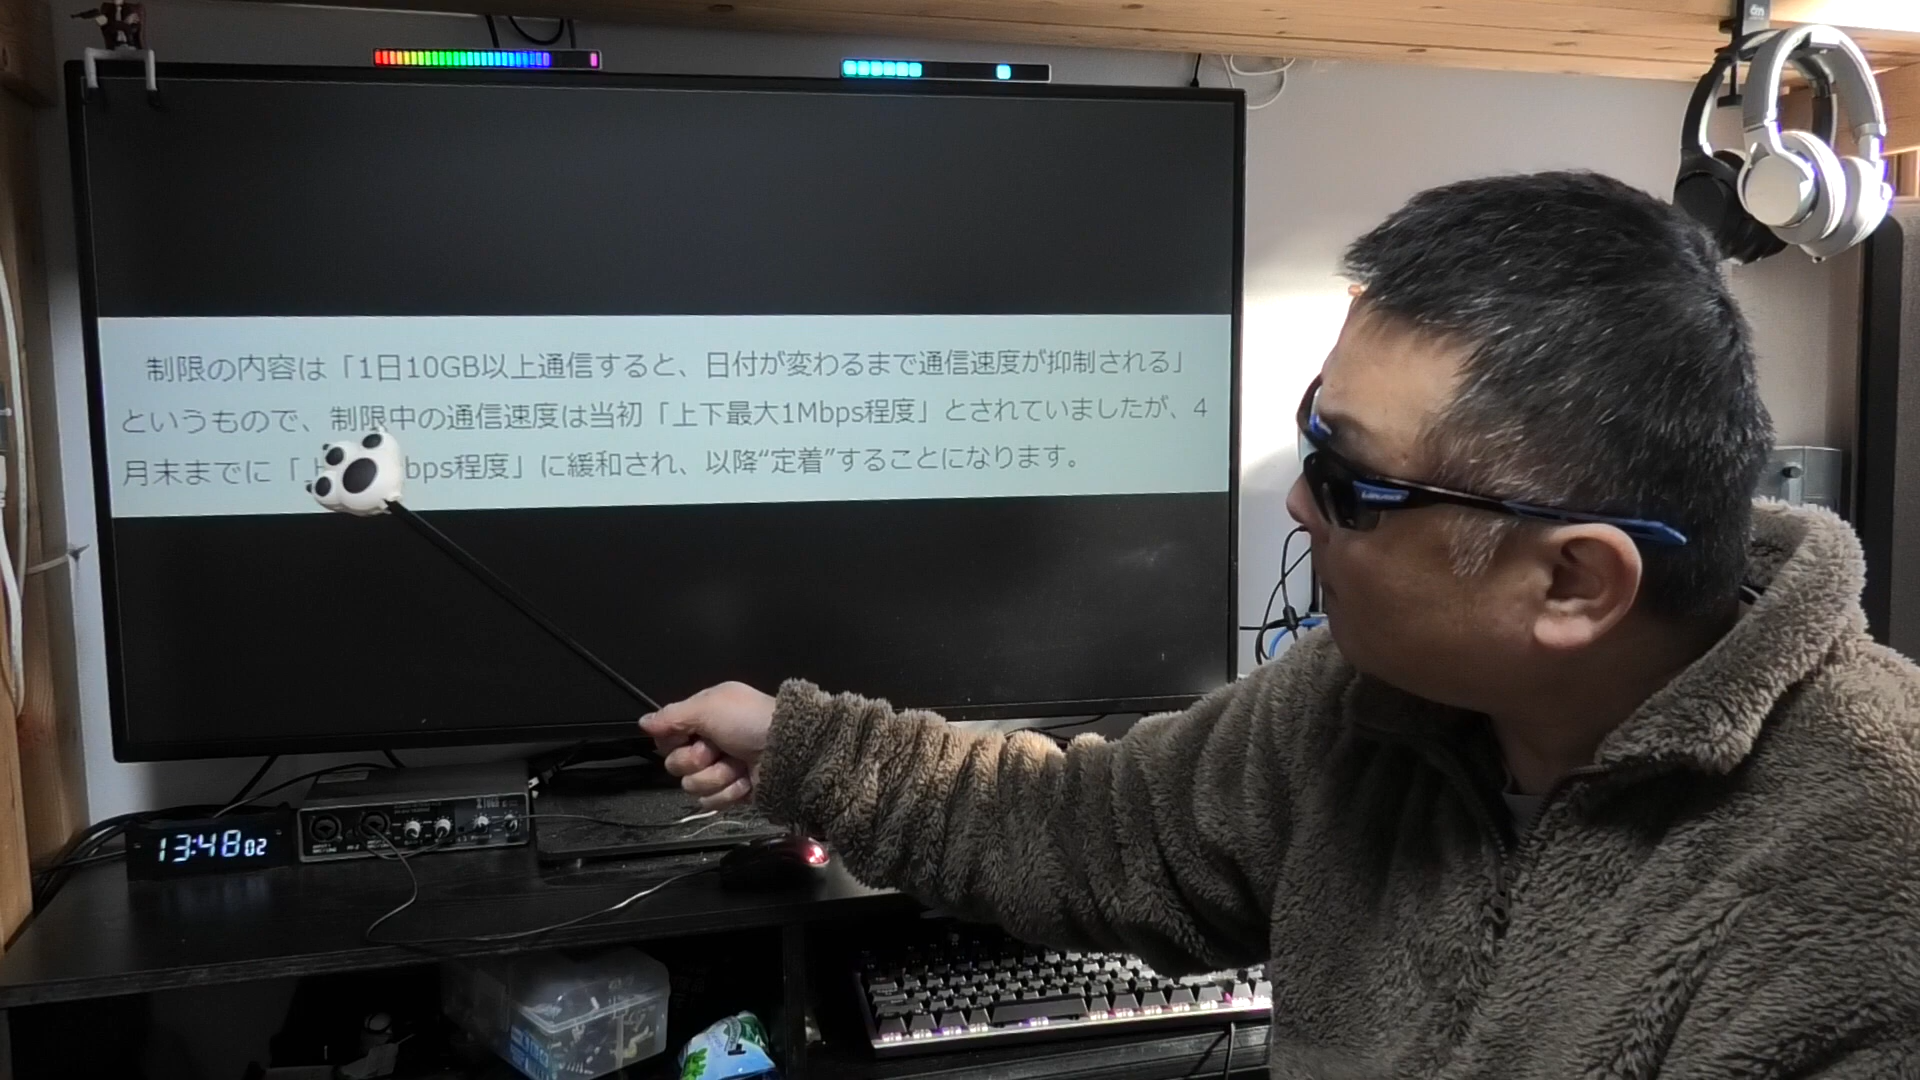 制限の内容は「1日10GB以上通信すると、日付が変わるまで通信速度が抑制される」
というもので、制限中の通信速度は当初「上下最大1Mbps程度」とされていましたが、4
月末までに「上 bps程度」に緩和され、以降“定着”することになります。
13:48 02